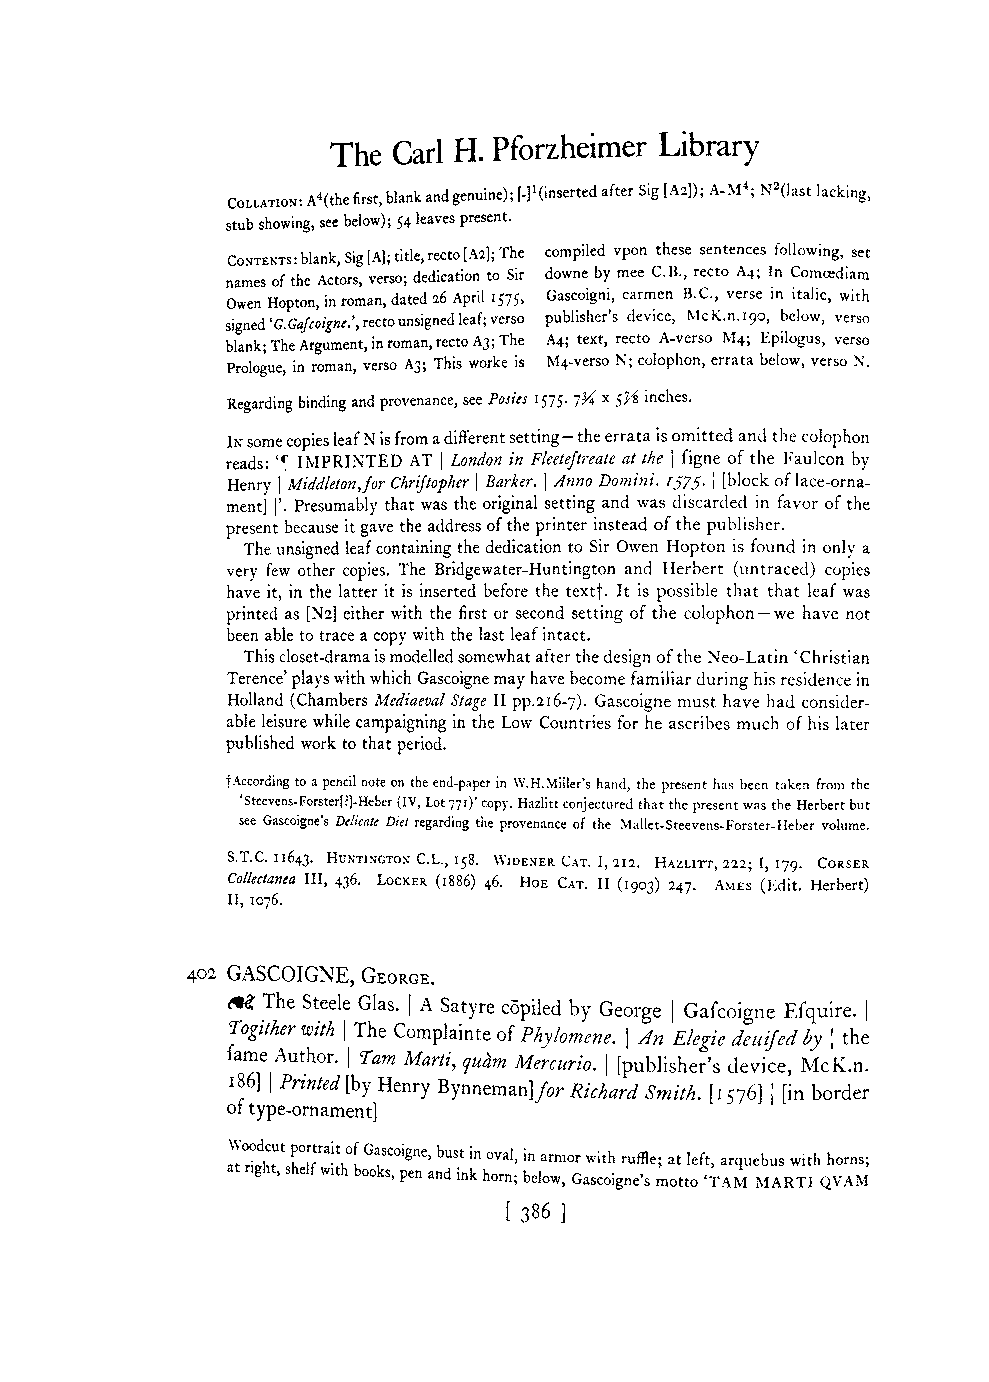 The Carl H. Pforzheimer Library
COLLATION: A⁴(the first, blank and genuine); [-]¹(inserted after Sig [A2]); A-M⁴; N²(last lacking,
stub showing, see below); 54 leaves present.
CONTENTS: blank, Sig [A]; title, recto [A2]; The
names of the Actors, verso; dedication to Sir
Owen Hopton, in roman, dated 26 April 1575,
signed ‘G.Gaſcoigne.’, recto unsigned leaf; verso
blank; The Argument, in roman, recto A3; The
Prologue, in roman, verso A3; This worke is
compiled vpon these sentences following, set
downe by mee C.B., recto A4; In Comœdiam
Gascoigni, carmen B.C., verse in italic, with
publisher's device, McK.n.190, below, verso
A4; text, recto A-verso M4; Epilogus, verso
M4-verso N; colophon, errata below, verso N.
Regarding binding and provenance, see Posies 1575. 7¾ x 5⅞ inches.
IN some copies leaf N is from a different setting—the errata is omitted and the colophon
reads: ‘¶ IMPRINTED AT | London in Fleeteſtreate at the | ſigne of the Faulcon by
Henry | Middleton, for Chriſtopher | Barker. | Anno Domini. 1575. | [block of lace-orna-
ment] |’. Presumably that was the original setting and was discarded in favor of the
present because it gave the address of the printer instead of the publisher.
The unsigned leaf containing the dedication to Sir Owen Hopton is found in only a
very few other copies. The Bridgewater-Huntington and Herbert (untraced) copies
have it, in the latter it is inserted before the text†. It is possible that that leaf was
printed as [N2] either with the first or second setting of the colophon—we have not
been able to trace a copy with the last leaf intact.
This closet-drama is modelled somewhat after the design of the Neo-Latin ‘Christian
Terence’ plays with which Gascoigne may have become familiar during his residence in
Holland (Chambers Mediaeval Stage II pp.216-7). Gascoigne must have had consider-
able leisure while campaigning in the Low Countries for he ascribes much of his later
published work to that period.
†According to a pencil note on the end-paper in W.H.Miller's hand, the present has been taken from the
‘Steevens-Forster[?]-Heber (IV, Lot 771)’ copy. Hazlitt conjectured that the present was the Herbert but
see Gascoigne's Delicate Diet regarding the provenance of the Mallet-Steevens-Forster-Heber volume.
S.T.C. 11643. HUNTINGTON C.L., 158. WIDENER CAT. I, 212. HAZLITT, 222; I, 179. CORSER
Collectanea III, 436. LOCKER (1886) 46. HOE CAT. II (1903) 247. AMES (Edit. Herbert)
II, 1076.
402 GASCOIGNE, GEORGE.
☙ The Steele Glas. | A Satyre cōpiled by George | Gaſcoigne Eſquire. |
Togither with | The Complainte of Phylomene. | An Elegie deuiſed by | the
ſame Author. | Tam Marti, quàm Mercurio. | [publisher's device, McK.n.
186] | Printed [by Henry Bynneman] for Richard Smith. [1576] | [in border
of type-ornament]
Woodcut portrait of Gascoigne, bust in oval, in armor with ruffle; at left, arquebus with horns;
at right, shelf with books, pen and ink horn; below, Gascoigne's motto ‘TAM MARTI QVAM
[ 386 ]